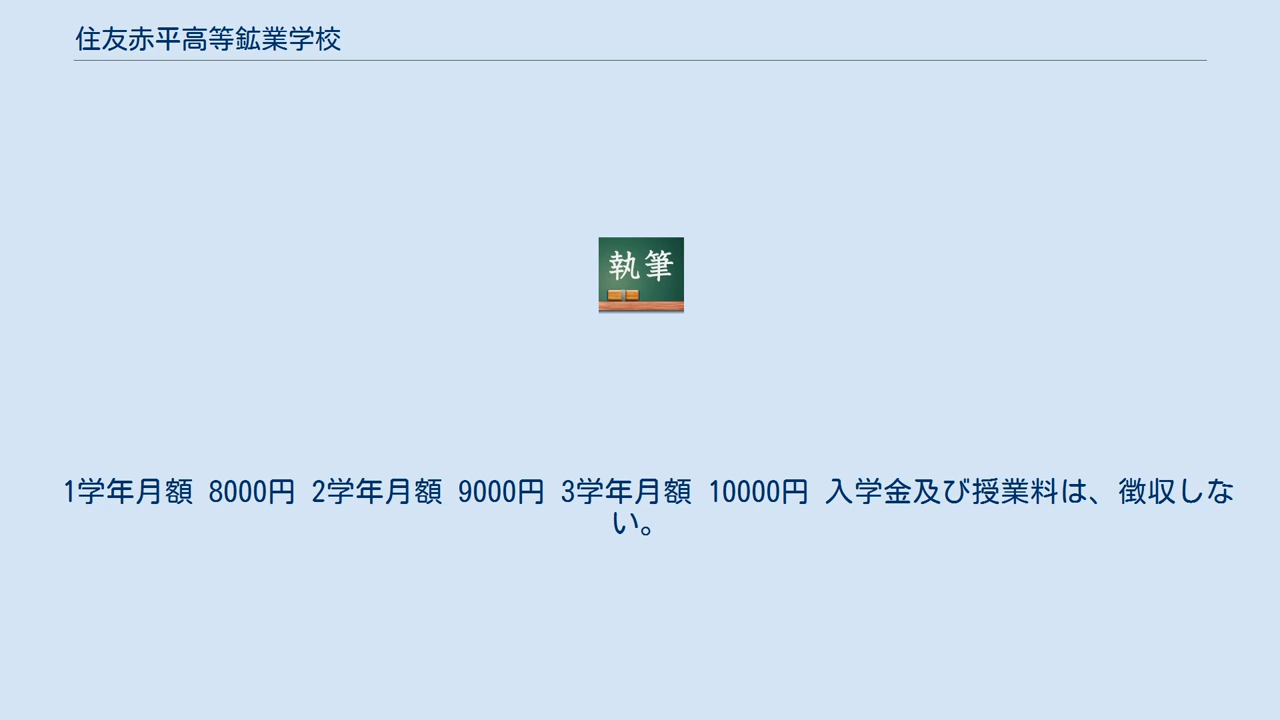 住友赤平高等鉱業学校
執筆
1学年月額 8000円 2学年月額 9000円 3学年月額 10000円 入学金及び授業料は、徴収しな
い。